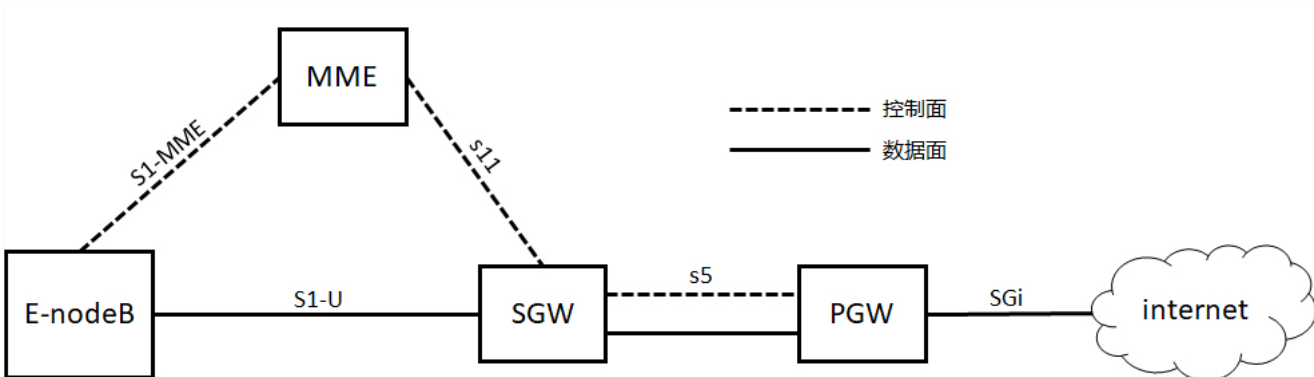 MME
控制面
数据面
S1-MME
s11
E-nodeB
S1-U
SGW
s5
PGW
SGi
internet